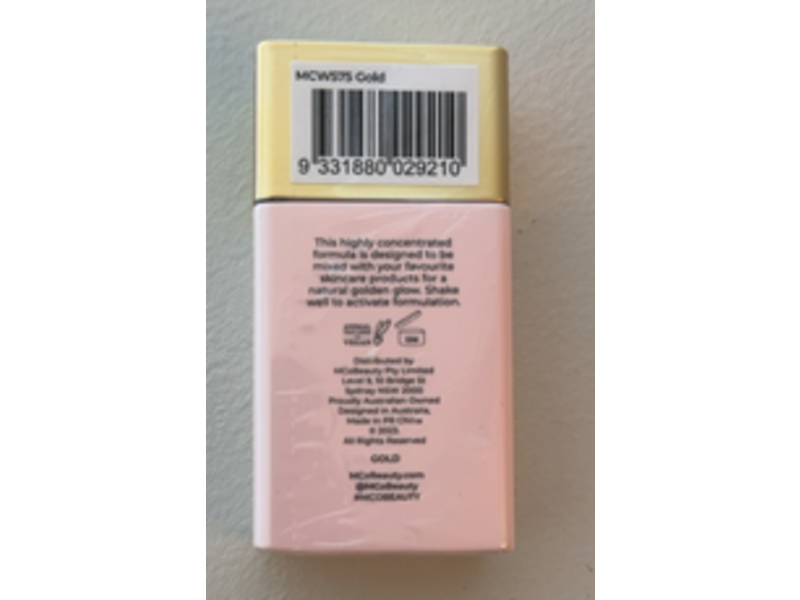 MCW575 Gold
9 331880 029210
This highly concentrated
formula is designed to be
mixed with your favourite
skincare products for a
natural golden glow. Shake
well to activate formulation.
VEGAN
Distributed by
MCoBeauty Pty Limited
Level 9, 10 Bridge St
Sydney NSW 2000
Proudly Australian Owned
Designed in Australia,
Made in PR China
All Rights Reserved
GOLD
MCoBeauty.com
@MCoBeauty
#MCOBEAUTY